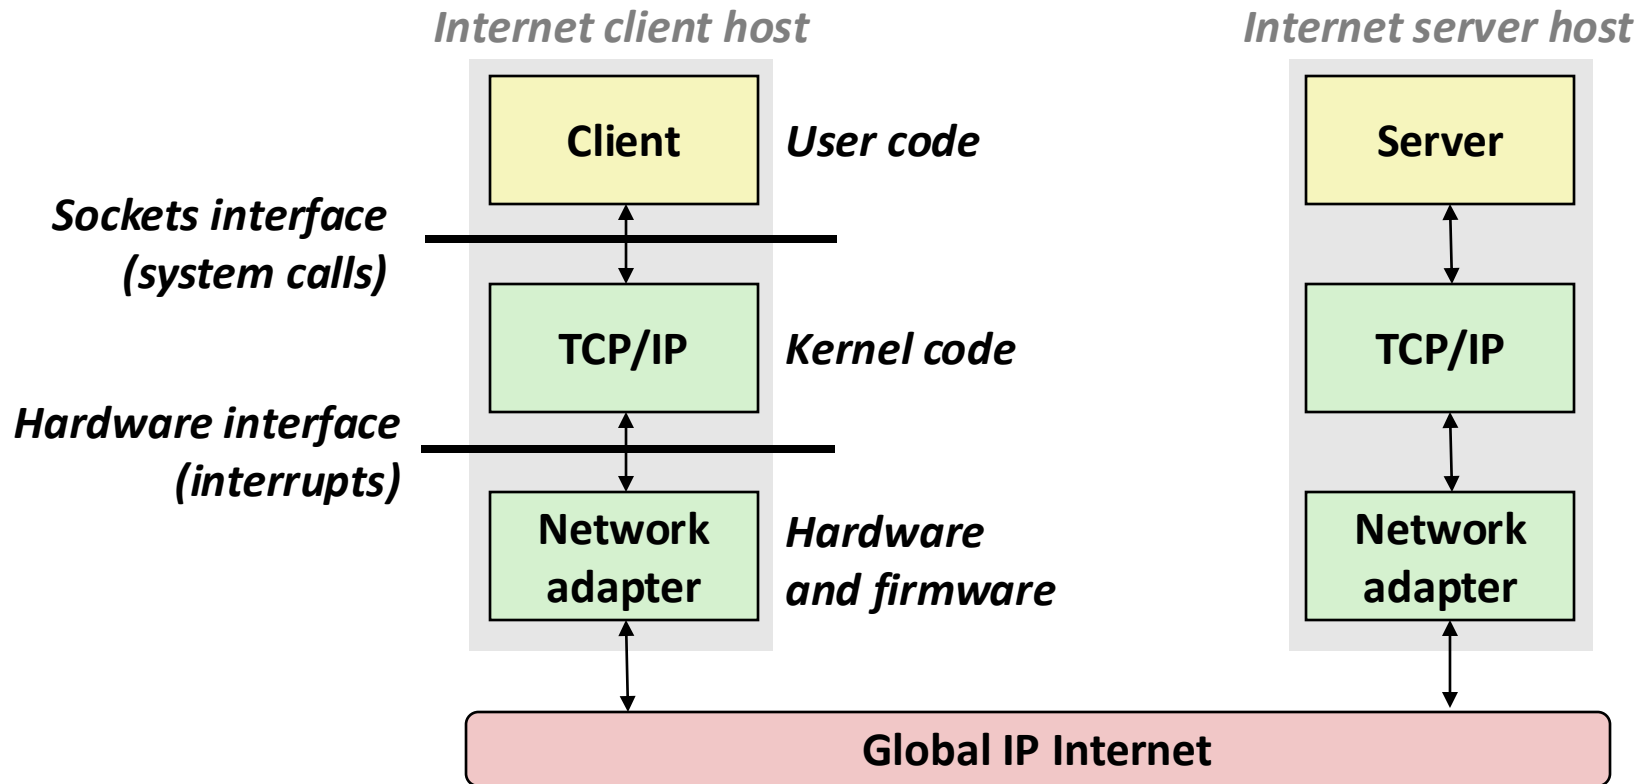 Internet client host
Internet server host
Client
User code
Server
Sockets interface
(system calls)
TCP/IP
Kernel code
TCP/IP
Hardware interface
(interrupts)
Network
adapter
Hardware
and firmware
Network
adapter
Global IP Internet